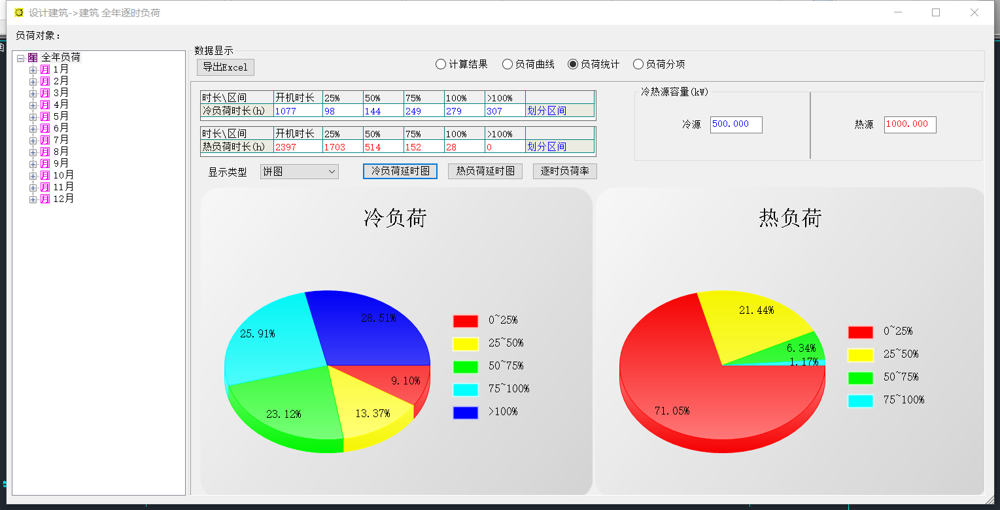 设计建筑->建筑 全年逐时负荷
负荷对象:
全年负荷
1月
2月
3月
4月
5月
6月
7月
8月
9月
10月
11月
12月
数据显示
导出Excel
计算结果 负荷曲线 负荷统计 负荷分项
时长\区间 开机时长 25% 50% 75% 100% >100%
冷负荷时长(h) 1077 98 144 249 279 307 划分区间
时长\区间 开机时长 25% 50% 75% 100% >100%
热负荷时长(h) 2397 1703 514 152 28 0 划分区间
冷热源容量(kW)
冷源 500.000 热源 1000.000
显示类型 饼图 冷负荷延时图 热负荷延时图 逐时负荷率
冷负荷
28.51%
25.91%
9.10%
13.37%
23.12%
0~25%
25~50%
50~75%
75~100%
>100%
热负荷
21.44%
6.34%
1.17%
71.05%
0~25%
25~50%
50~75%
75~100%